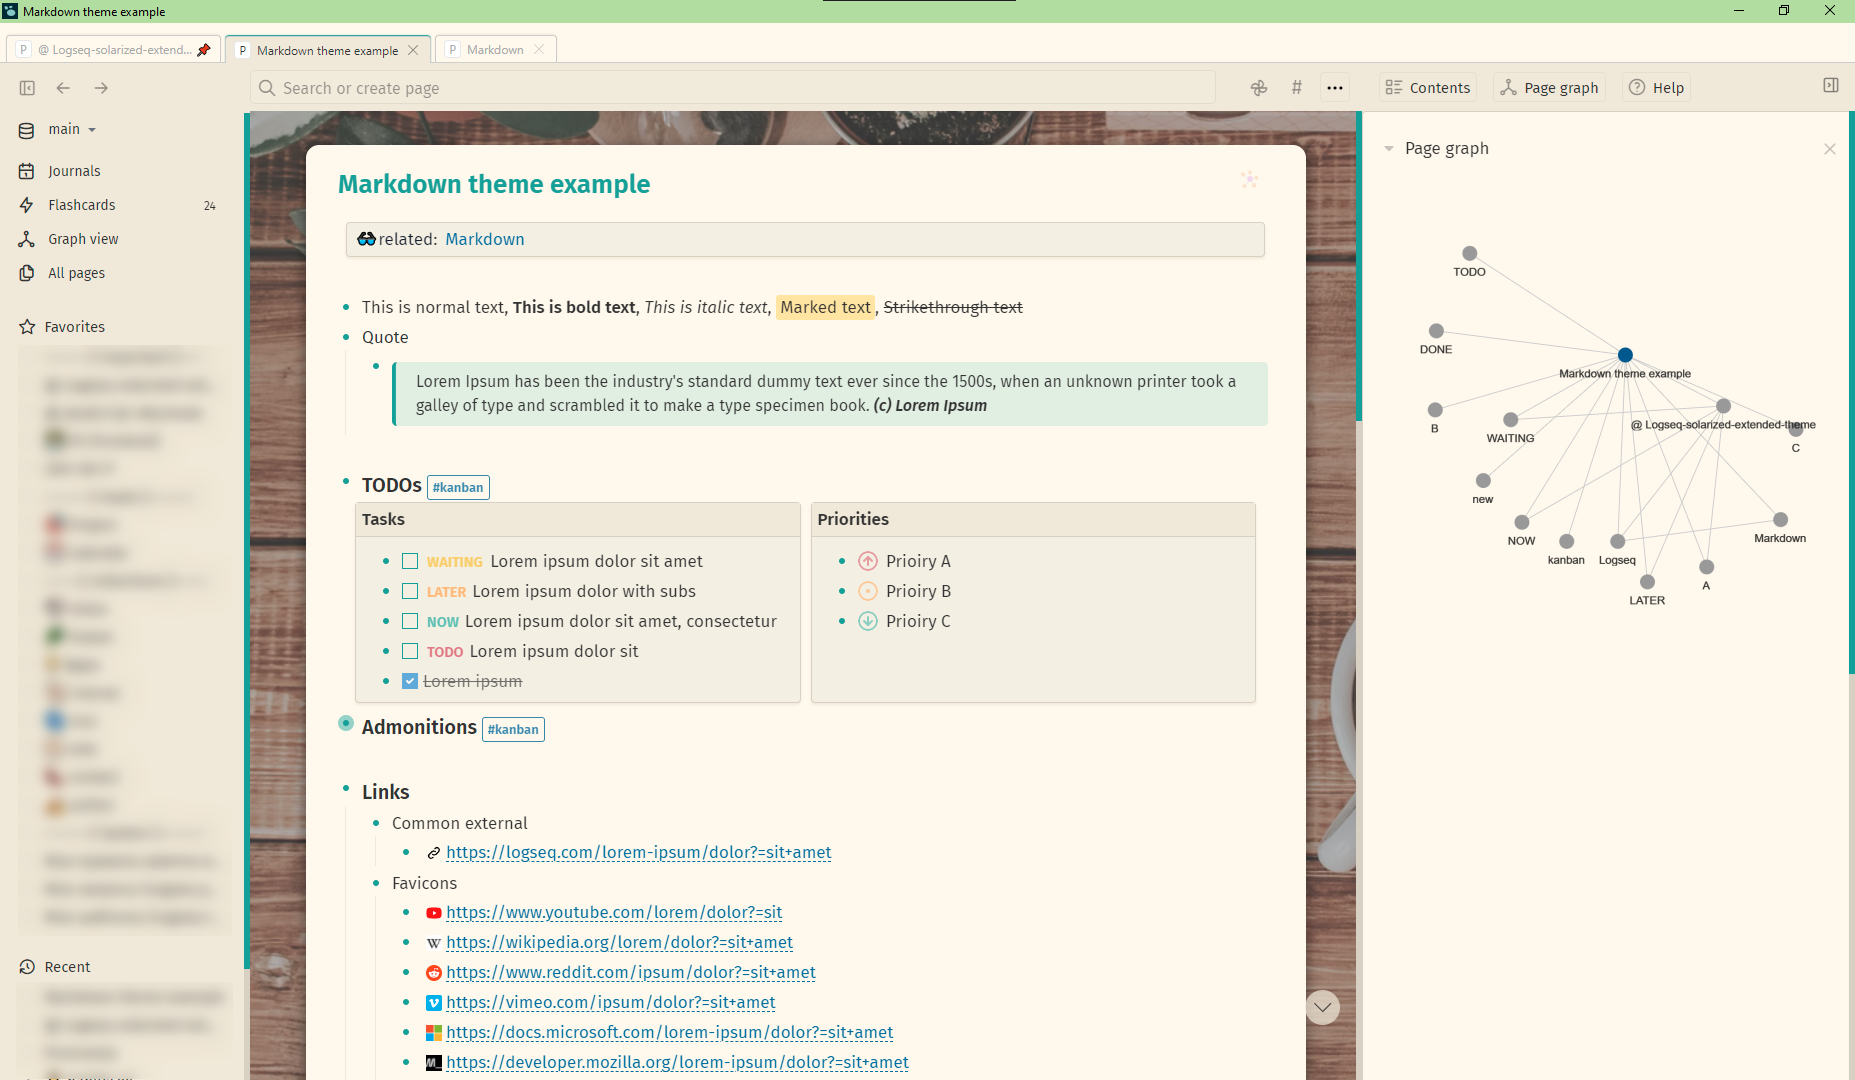 Markdown theme example
P @ Logseq-solarized-extend...
P Markdown theme example
P Markdown
Search or create page
#
Contents
Page graph
Help
main
Journals
Flashcards 24
Graph view
All pages
Favorites
Recent
Markdown theme example
related: Markdown
This is normal text, This is bold text, This is italic text, Marked text, Strikethrough text
Quote
Lorem Ipsum has been the industry's standard dummy text ever since the 1500s, when an unknown printer took a
galley of type and scrambled it to make a type specimen book. (c) Lorem Ipsum
TODOs #kanban
Tasks
WAITING Lorem ipsum dolor sit amet
LATER Lorem ipsum dolor with subs
NOW Lorem ipsum dolor sit amet, consectetur
TODO Lorem ipsum dolor sit
Lorem ipsum
Priorities
Prioiry A
Prioiry B
Prioiry C
Admonitions #kanban
Links
Common external
https://logseq.com/lorem-ipsum/dolor?=sit+amet
Favicons
https://www.youtube.com/lorem/dolor?=sit
W https://wikipedia.org/lorem/dolor?=sit+amet
https://www.reddit.com/ipsum/dolor?=sit+amet
https://vimeo.com/ipsum/dolor?=sit+amet
https://docs.microsoft.com/lorem-ipsum/dolor?=sit+amet
https://developer.mozilla.org/lorem-ipsum/dolor?=sit+amet
Page graph
TODO
DONE
Markdown theme example
B
WAITING
@ Logseq-solarized-extended-theme
C
new
NOW
kanban
Logseq
Markdown
LATER
A